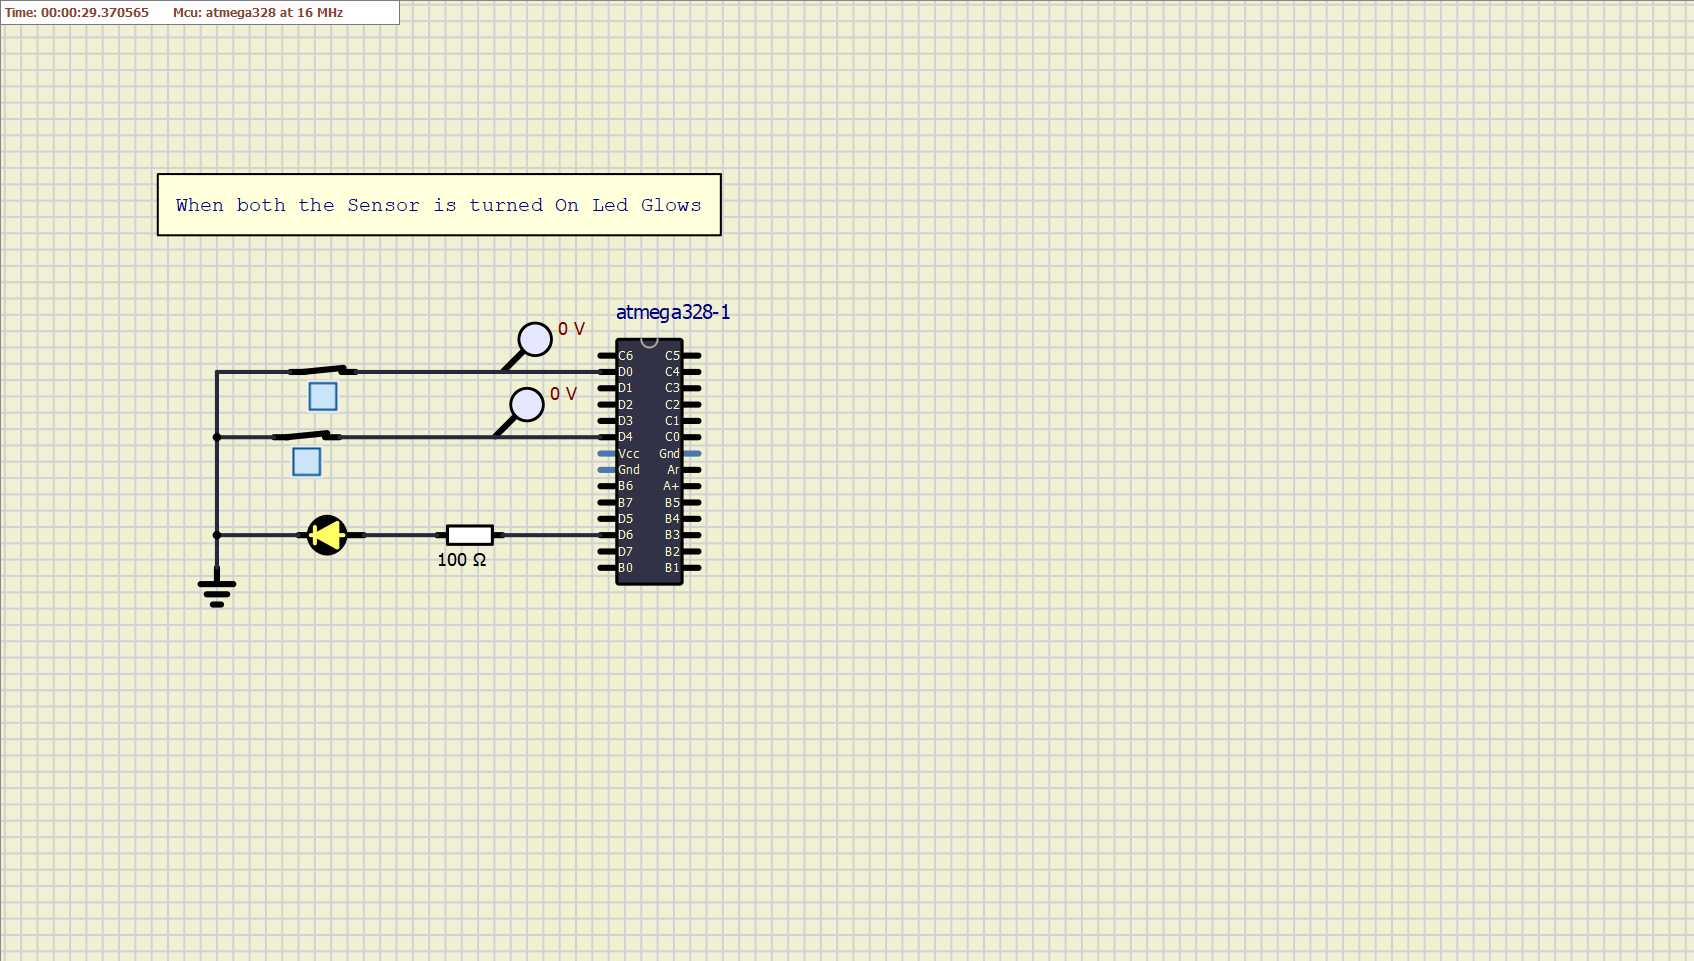 Time: 00:00:29.370565 Mcu: atmega328 at 16 MHz
When both the Sensor is turned On Led Glows
atmega328-1
0 V
0 V
C6 C5
D0 C4
D1 C3
D2 C2
D3 C1
D4 C0
Vcc Gnd
Gnd Ar
B6 A+
B7 B5
D5 B4
D6 B3
D7 B2
B0 B1
100 Ω